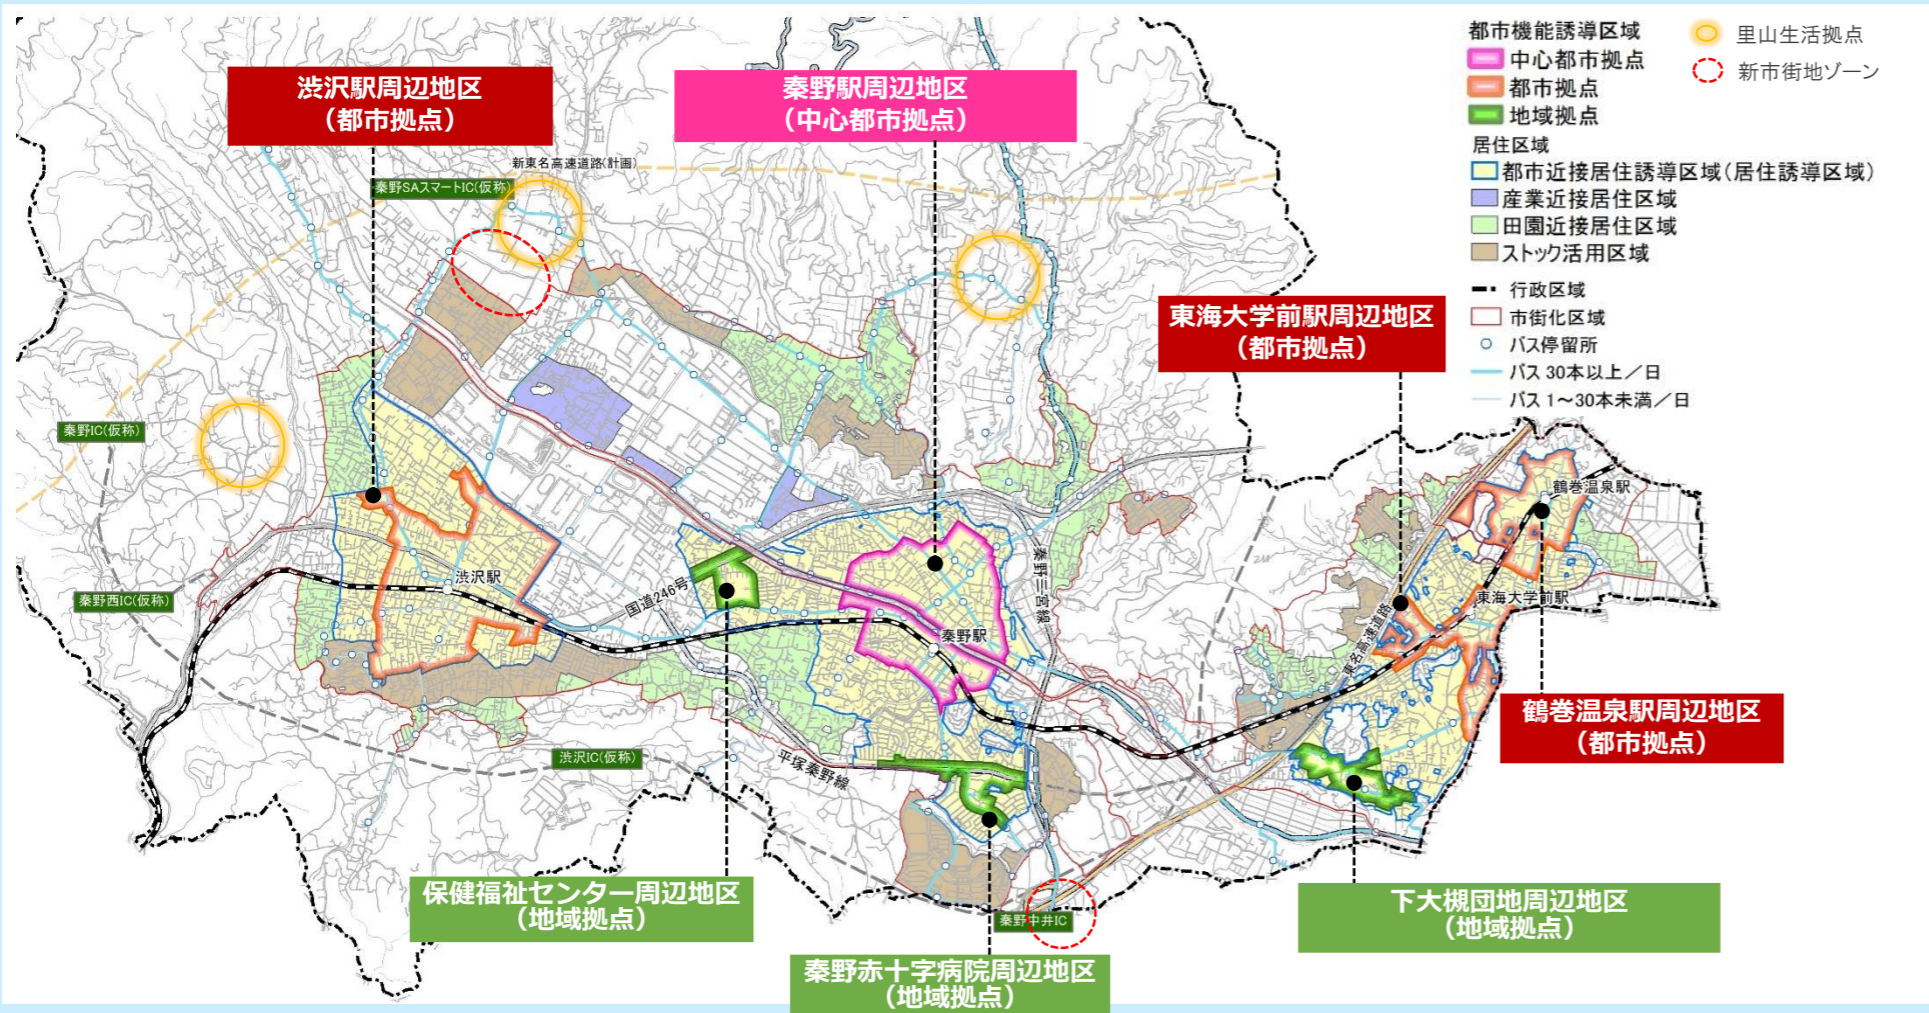 渋沢駅周辺地区
（都市拠点）
秦野駅周辺地区
（中心都市拠点）
都市機能誘導区域
中心都市拠点
都市拠点
地域拠点
里山生活拠点
新市街地ゾーン
居住区域
都市近接居住誘導区域(居住誘導区域)
産業近接居住区域
田園近接居住区域
ストック活用区域
行政区域
市街化区域
バス停留所
バス 30本以上／日
バス 1～30本未満／日
新東名高速道路(計画)
秦野SAスマートIC(仮称)
東海大学前駅周辺地区
（都市拠点）
秦野IC(仮称)
鶴巻温泉駅
秦野二宮線
渋沢駅
国道246号
秦野西IC(仮称)
東海大学前駅
秦野駅
東名高速道路
鶴巻温泉駅周辺地区
（都市拠点）
渋沢IC(仮称)
平塚秦野線
保健福祉センター周辺地区
（地域拠点）
下大槻団地周辺地区
（地域拠点）
秦野中井IC
秦野赤十字病院周辺地区
（地域拠点）